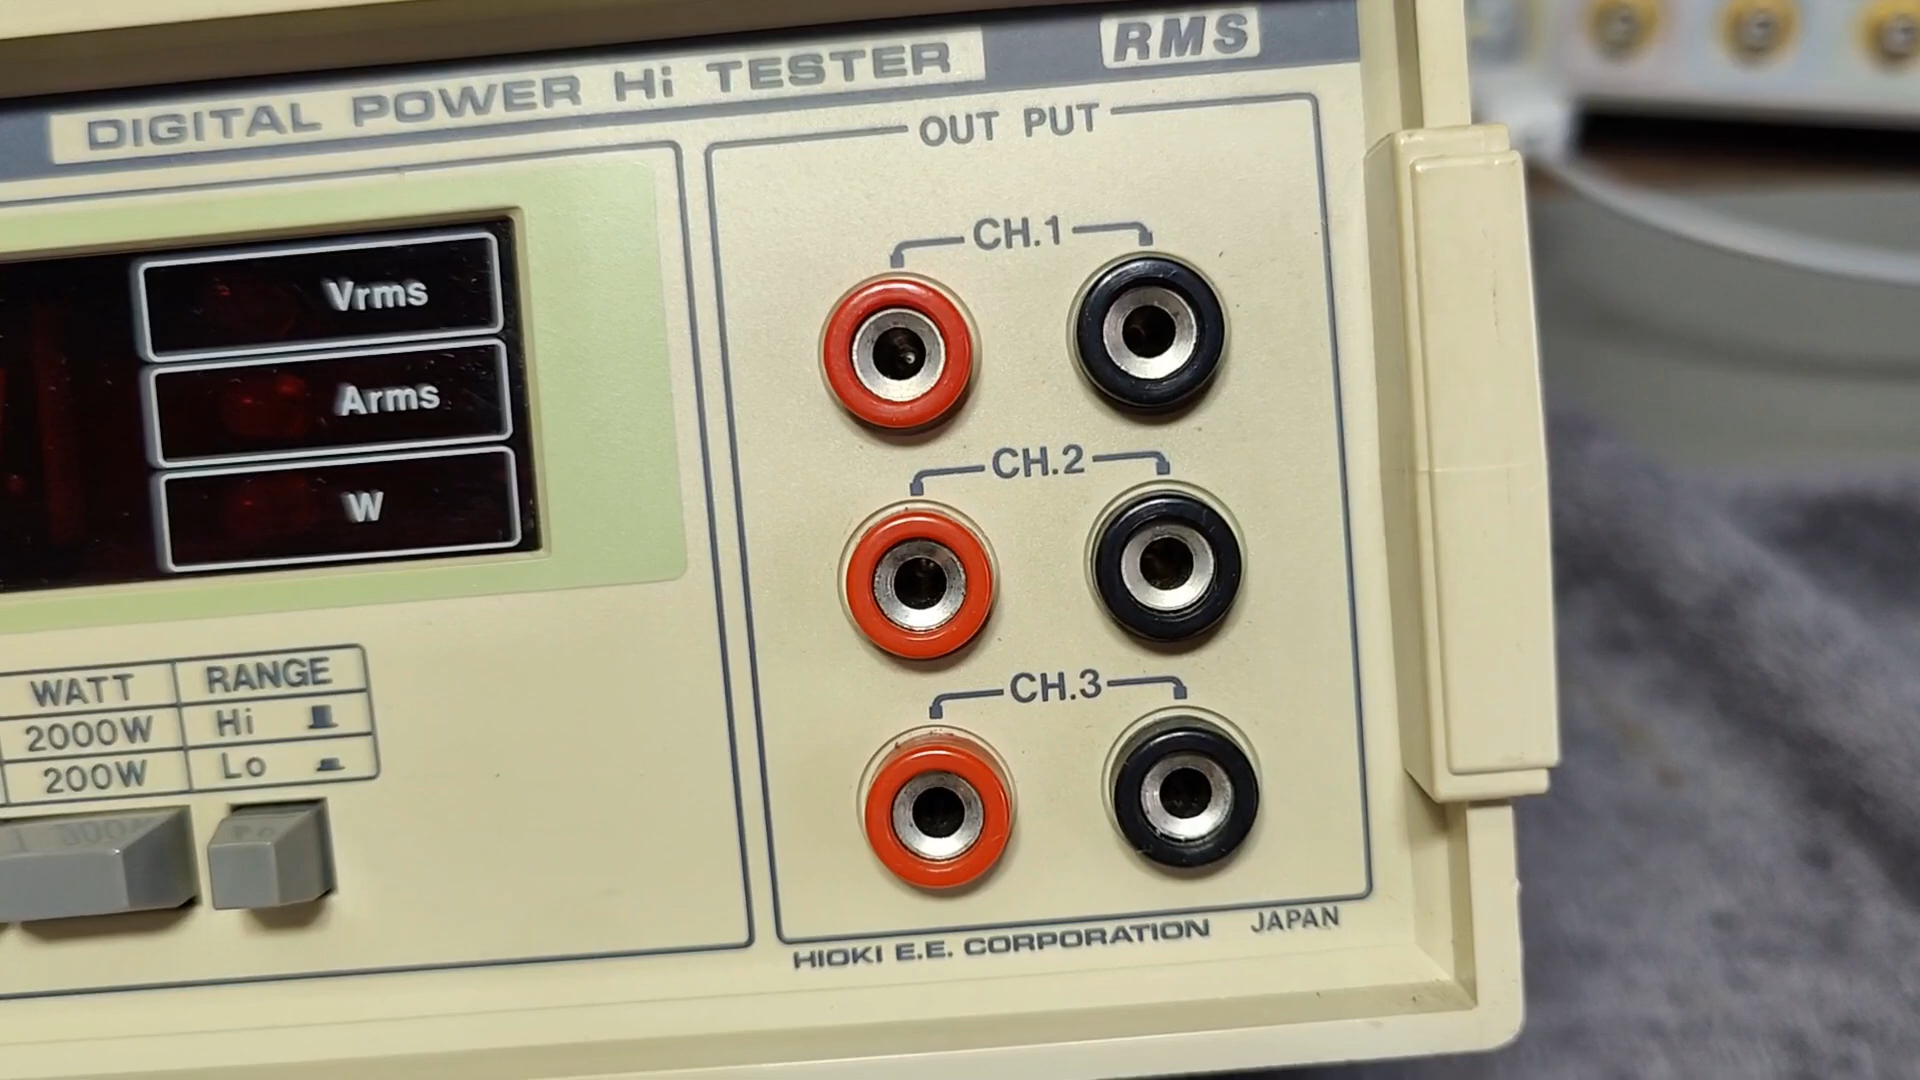 DIGITAL POWER Hi TESTER
RMS
OUT PUT
CH.1
Vrms
Arms
W
CH.2
CH.3
WATT RANGE
2000W Hi
200W Lo
HIOKI E.E. CORPORATION JAPAN